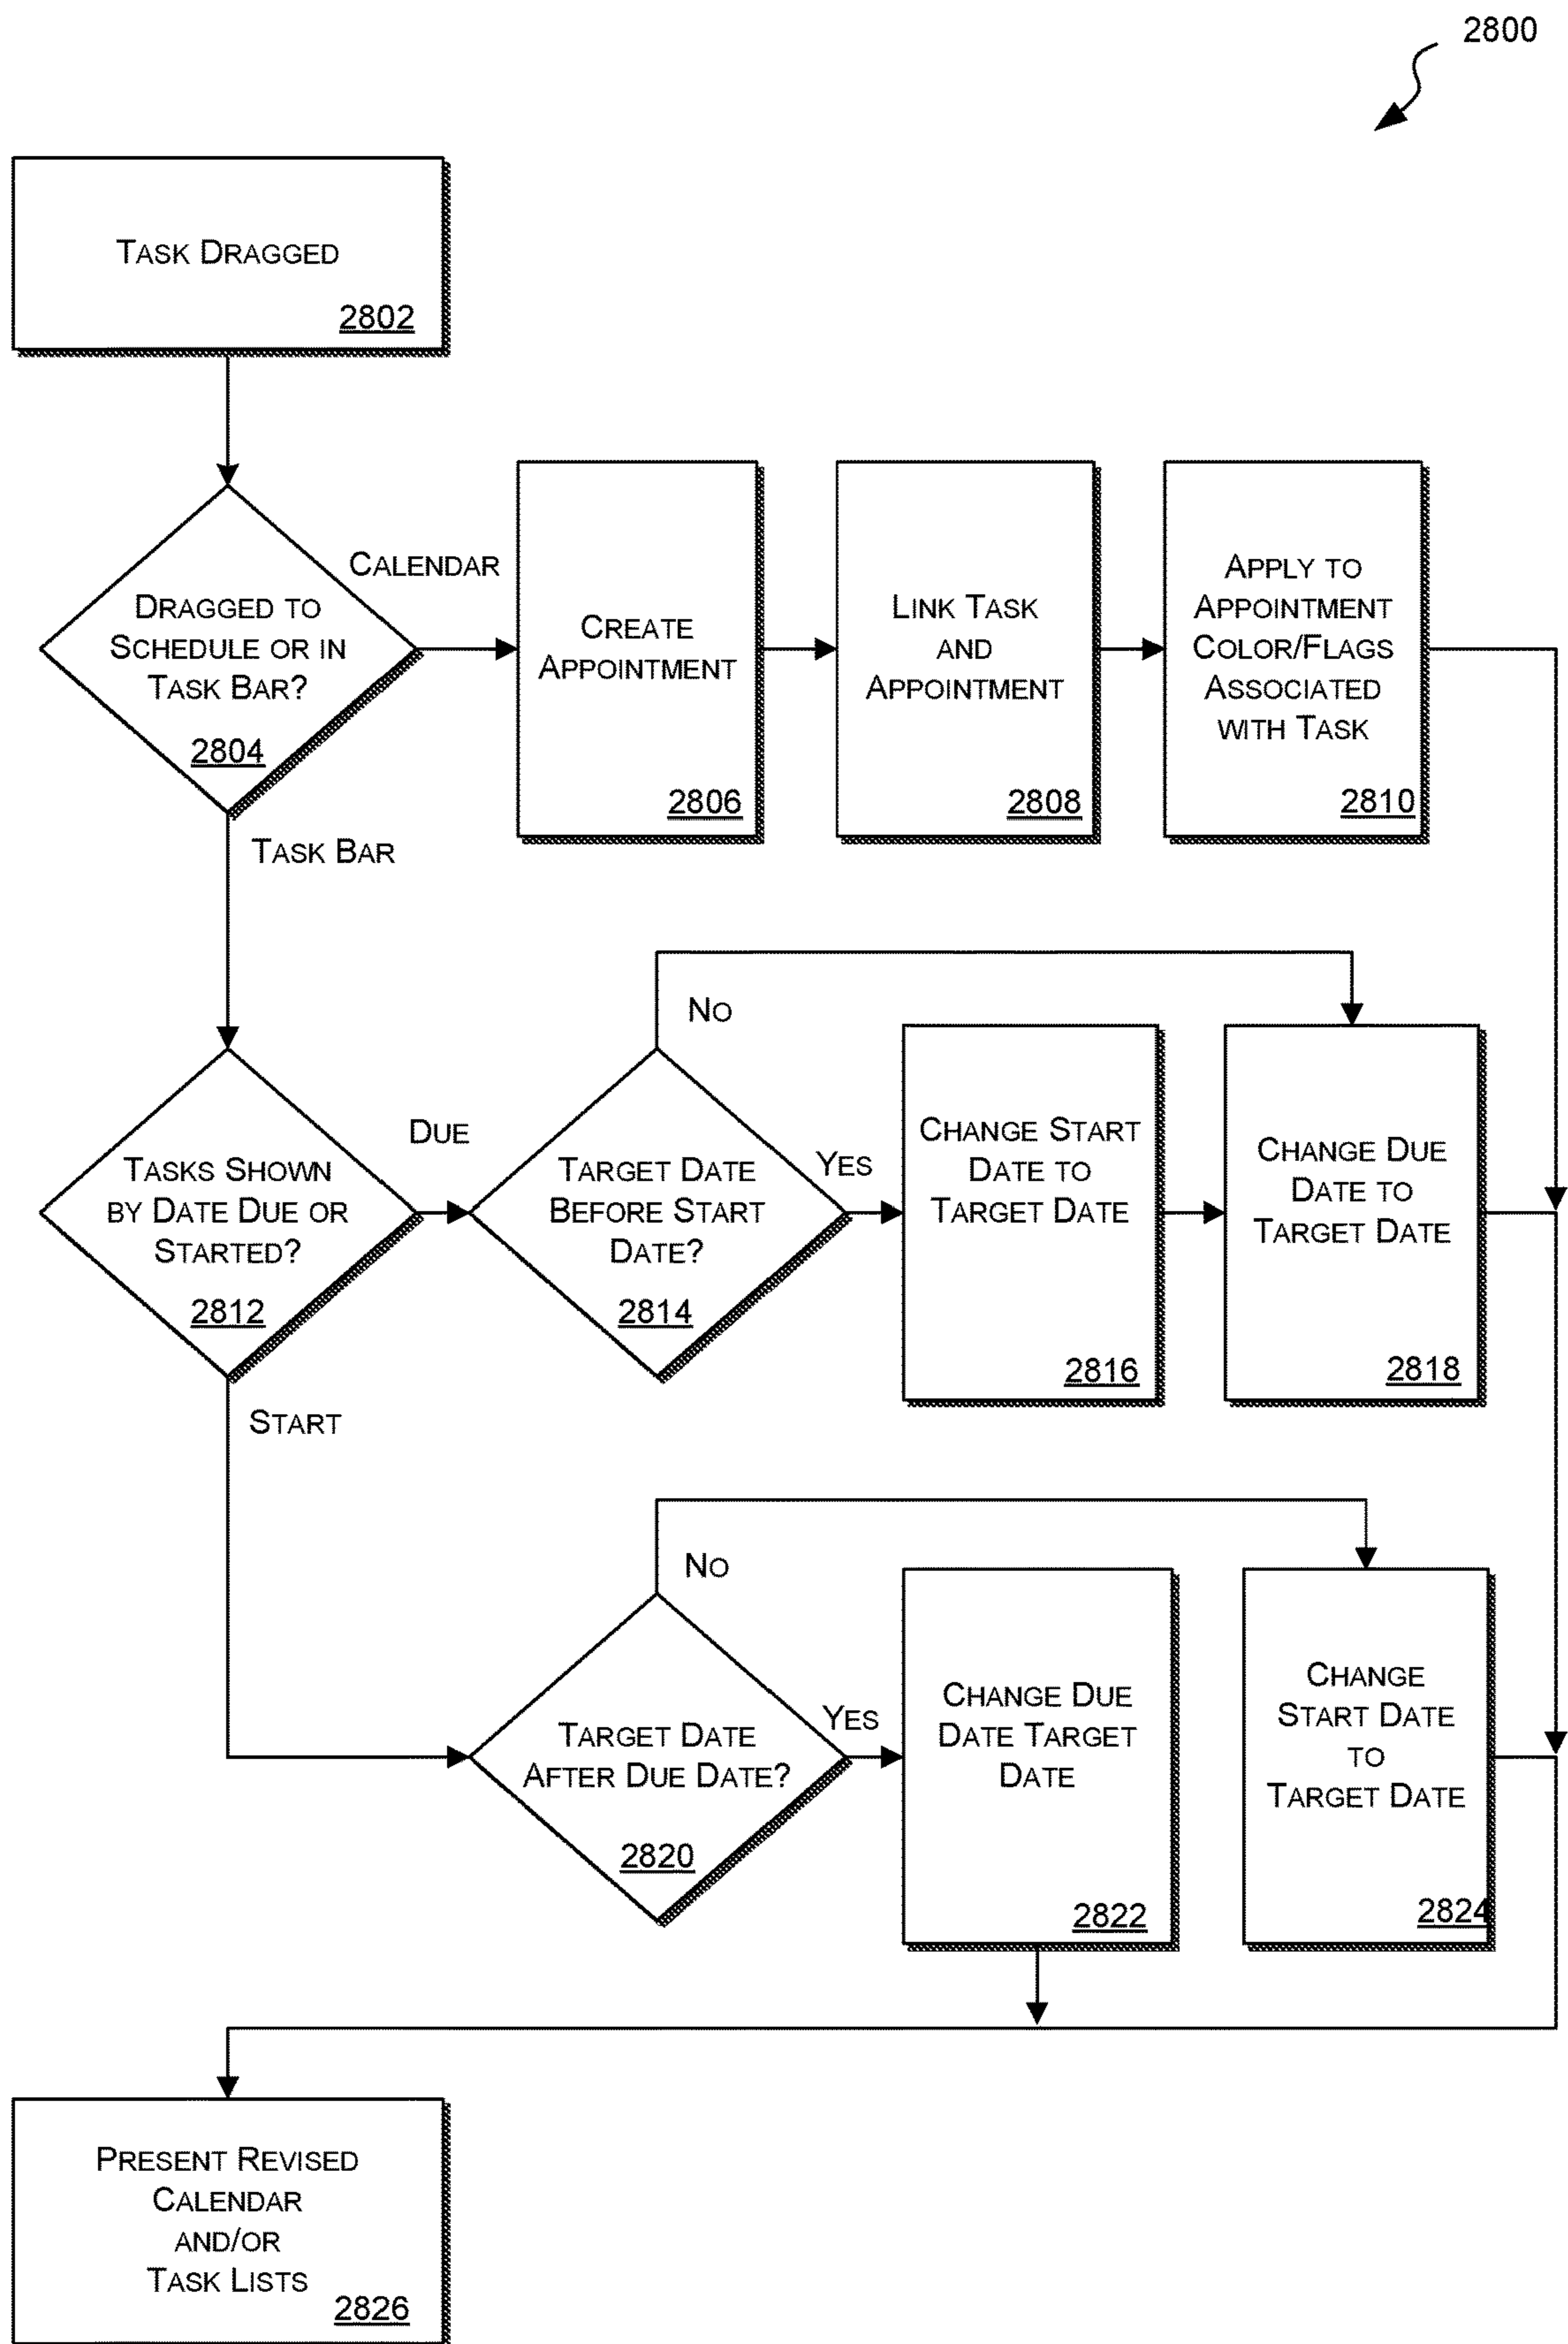 2800
TASK DRAGGED
2802
DRAGGED TO
SCHEDULE OR IN
TASK BAR?
2804
CALENDAR
CREATE
APPOINTMENT
2806
LINK TASK
AND
APPOINTMENT
2808
APPLY TO
APPOINTMENT
COLOR/FLAGS
ASSOCIATED
WITH TASK
2810
TASK BAR
TASKS SHOWN
BY DATE DUE OR
STARTED?
2812
DUE
TARGET DATE
BEFORE START
DATE?
2814
NO
YES
CHANGE START
DATE TO
TARGET DATE
2816
CHANGE DUE
DATE TO
TARGET DATE
2818
START
TARGET DATE
AFTER DUE DATE?
2820
NO
YES
CHANGE DUE
DATE TARGET
DATE
2822
CHANGE
START DATE
TO
TARGET DATE
2824
PRESENT REVISED
CALENDAR
AND/OR
TASK LISTS
2826